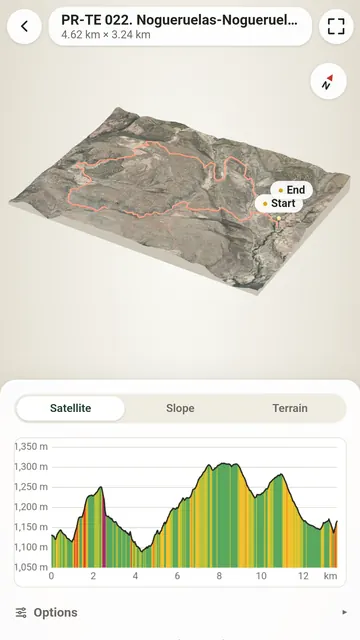 PR-TE 022. Nogueruelas-Nogueruel...
4.62 km × 3.24 km
N
End
Start
Satellite
Slope
Terrain
1,350 m
1,300 m
1,250 m
1,200 m
1,150 m
1,100 m
1,050 m
0 2 4 6 8 10 12 km
Options